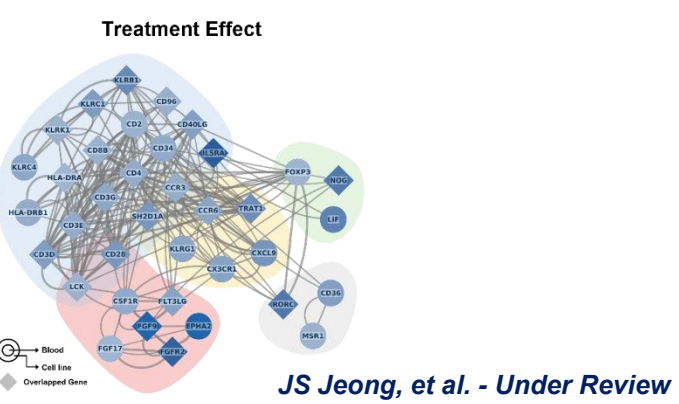 Treatment Effect
KLRB1
KLRC1
CD96
KLRK1
CD2
CD40LG
CD8B
CD34
IL5RA
KLRC4
HLA-DRA
CD4
CCR3
FOXP3
NOG
CD3G
HLA-DRB1
SH2D1A
CCR6
TRAT1
LIF
CD3E
CD3D
CD28
KLRG1
CXCL9
CX3CR1
LCK
CSF1R
FLT3LG
RORC
CD36
FGF9
EPHA2
MSR1
FGF17
FGFR2
Blood
Cell line
Overlapped Gene
JS Jeong, et al. - Under Review